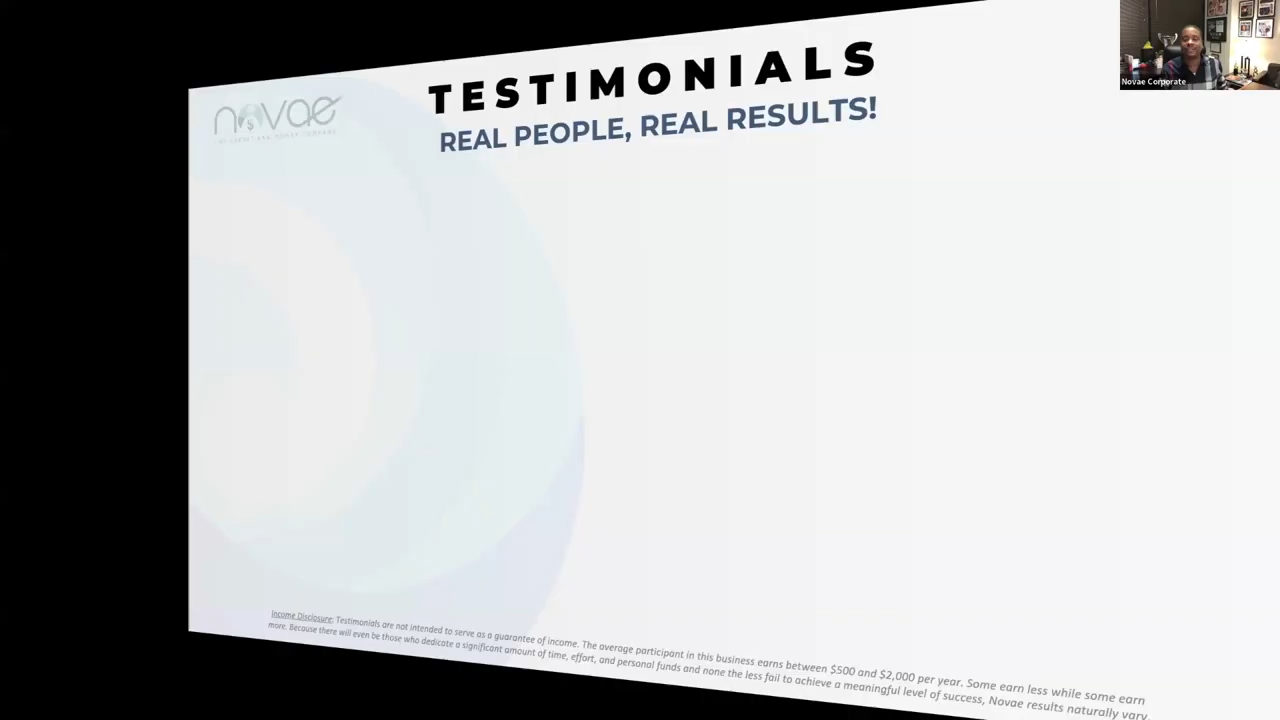 TESTIMONIALS
REAL PEOPLE, REAL RESULTS!
novae
$
Novae Corporate
Income Disclosure: Testimonials are not intended to serve as a guarantee of income. The average participant in this business earns between $500 and $2,000 per year. Some earn less while some earn
more. Because there will even be those who dedicate a significant amount of time, effort, and personal funds and none the less fail to achieve a meaningful level of success, Novae results naturally vary.